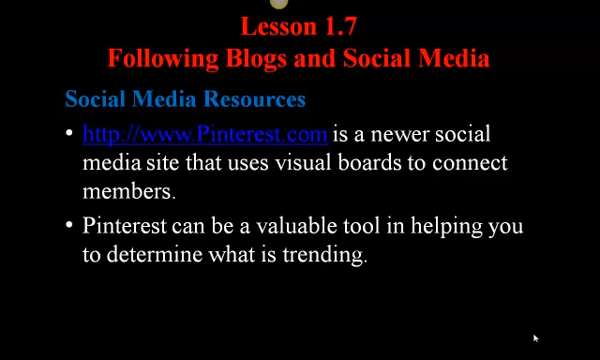 Lesson 1.7
Following Blogs and Social Media
Social Media Resources
• http://www.Pinterest.com is a newer social
media site that uses visual boards to connect
members.
• Pinterest can be a valuable tool in helping you
to determine what is trending.